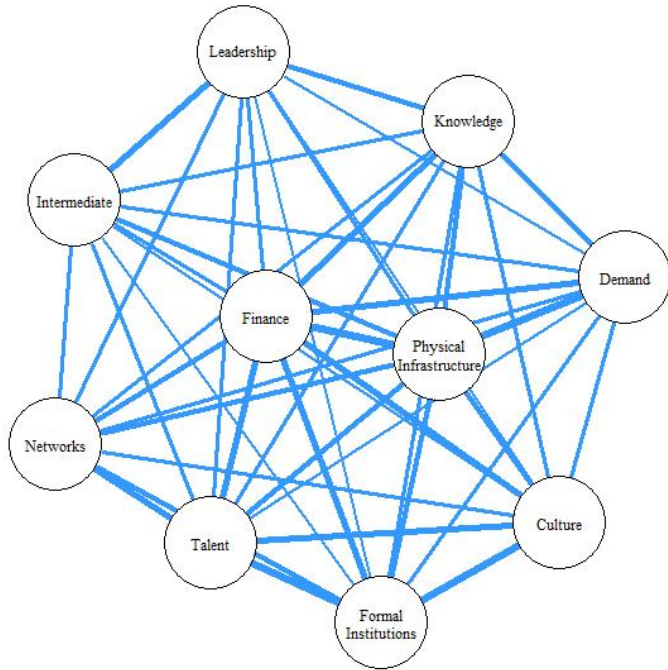 Leadership
Knowledge
Intermediate
Demand
Finance
Physical
Infrastructure
Networks
Talent
Culture
Formal
Institutions